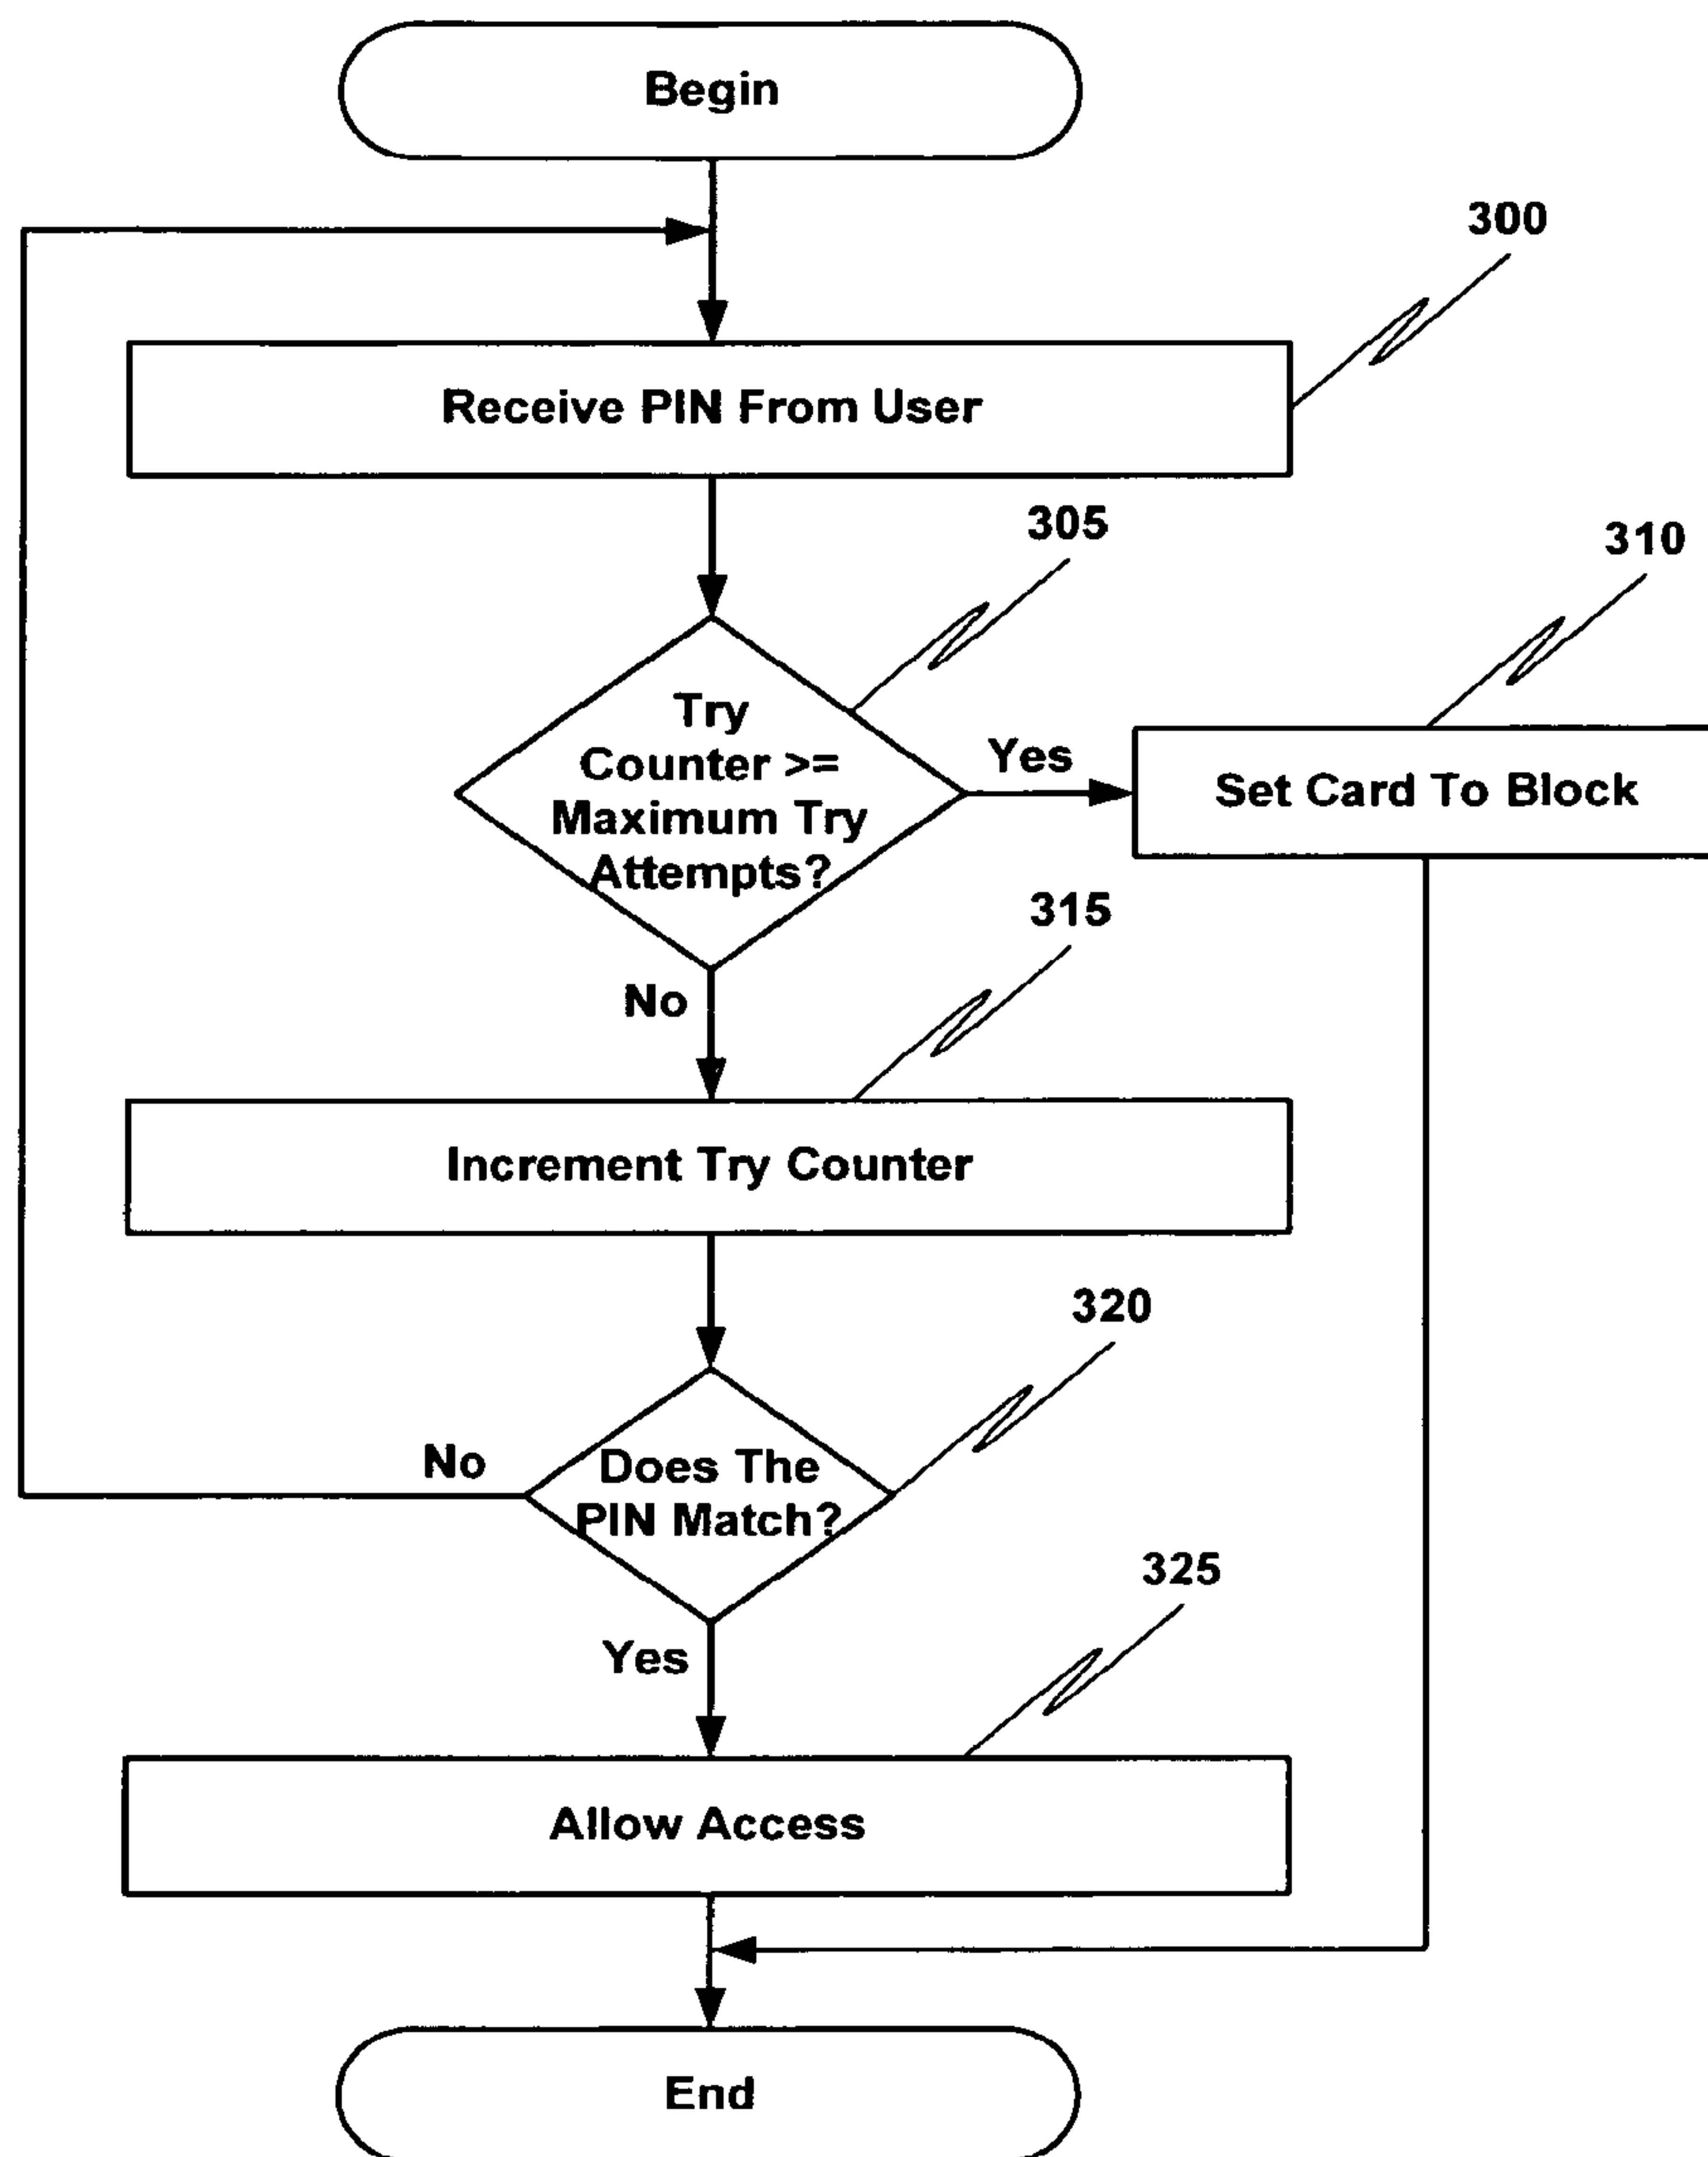 Begin
300
Receive PIN From User
305
310
Try
Counter >=
Maximum Try
Attempts?
Yes
Set Card To Block
315
No
Increment Try Counter
320
No
Does The
PIN Match?
325
Yes
Allow Access
End